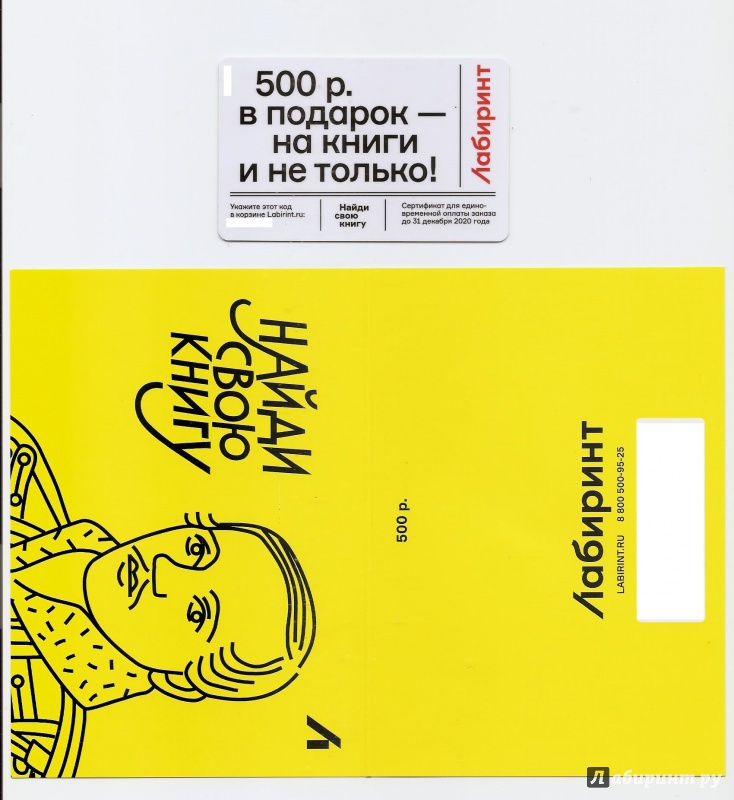 500 р.
в подарок —
на книги
и не только!
Лабиринт
Укажите этот код
в корзине Labirint.ru:
Найди
свою
книгу
Сертификат для едино-
временной оплаты заказа
до 31 декабря 2020 года
НАЙДИ
СВОЮ
КНИГУ
500 р.
Лабиринт
LABIRINT.RU 8 800 500-95-25
Л
Лабиринт.ру